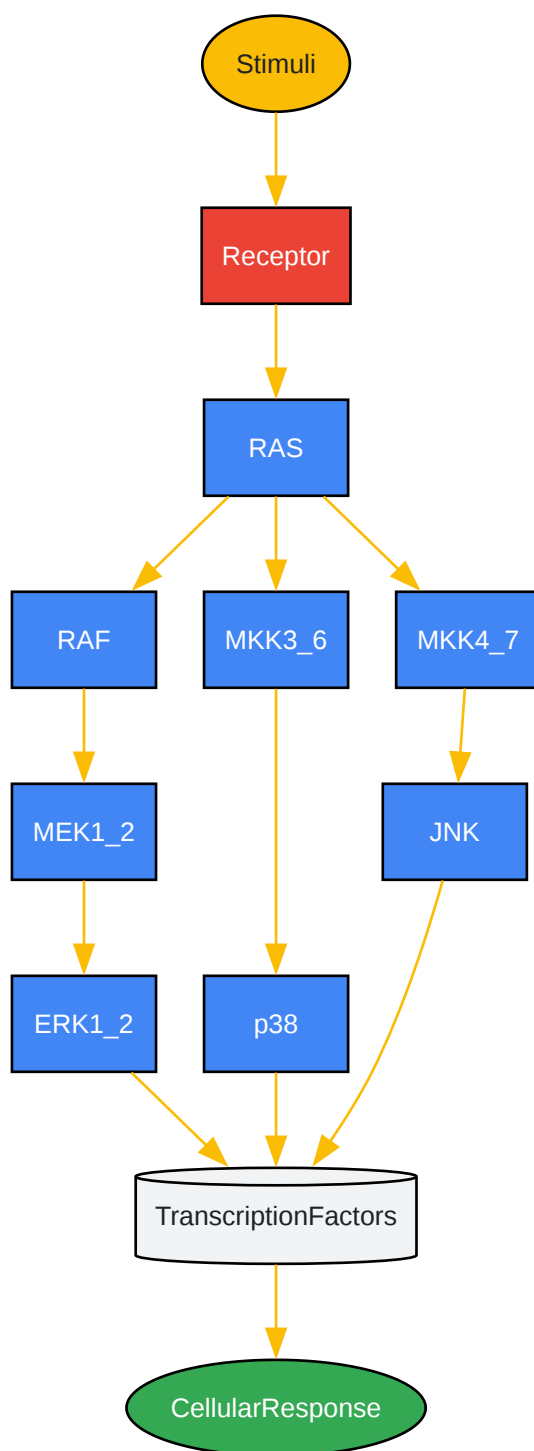 Stimuli
Receptor
RAS
RAF
MKK3_6
MKK4_7
MEK1_2
JNK
ERK1_2
p38
TranscriptionFactors
CellularResponse